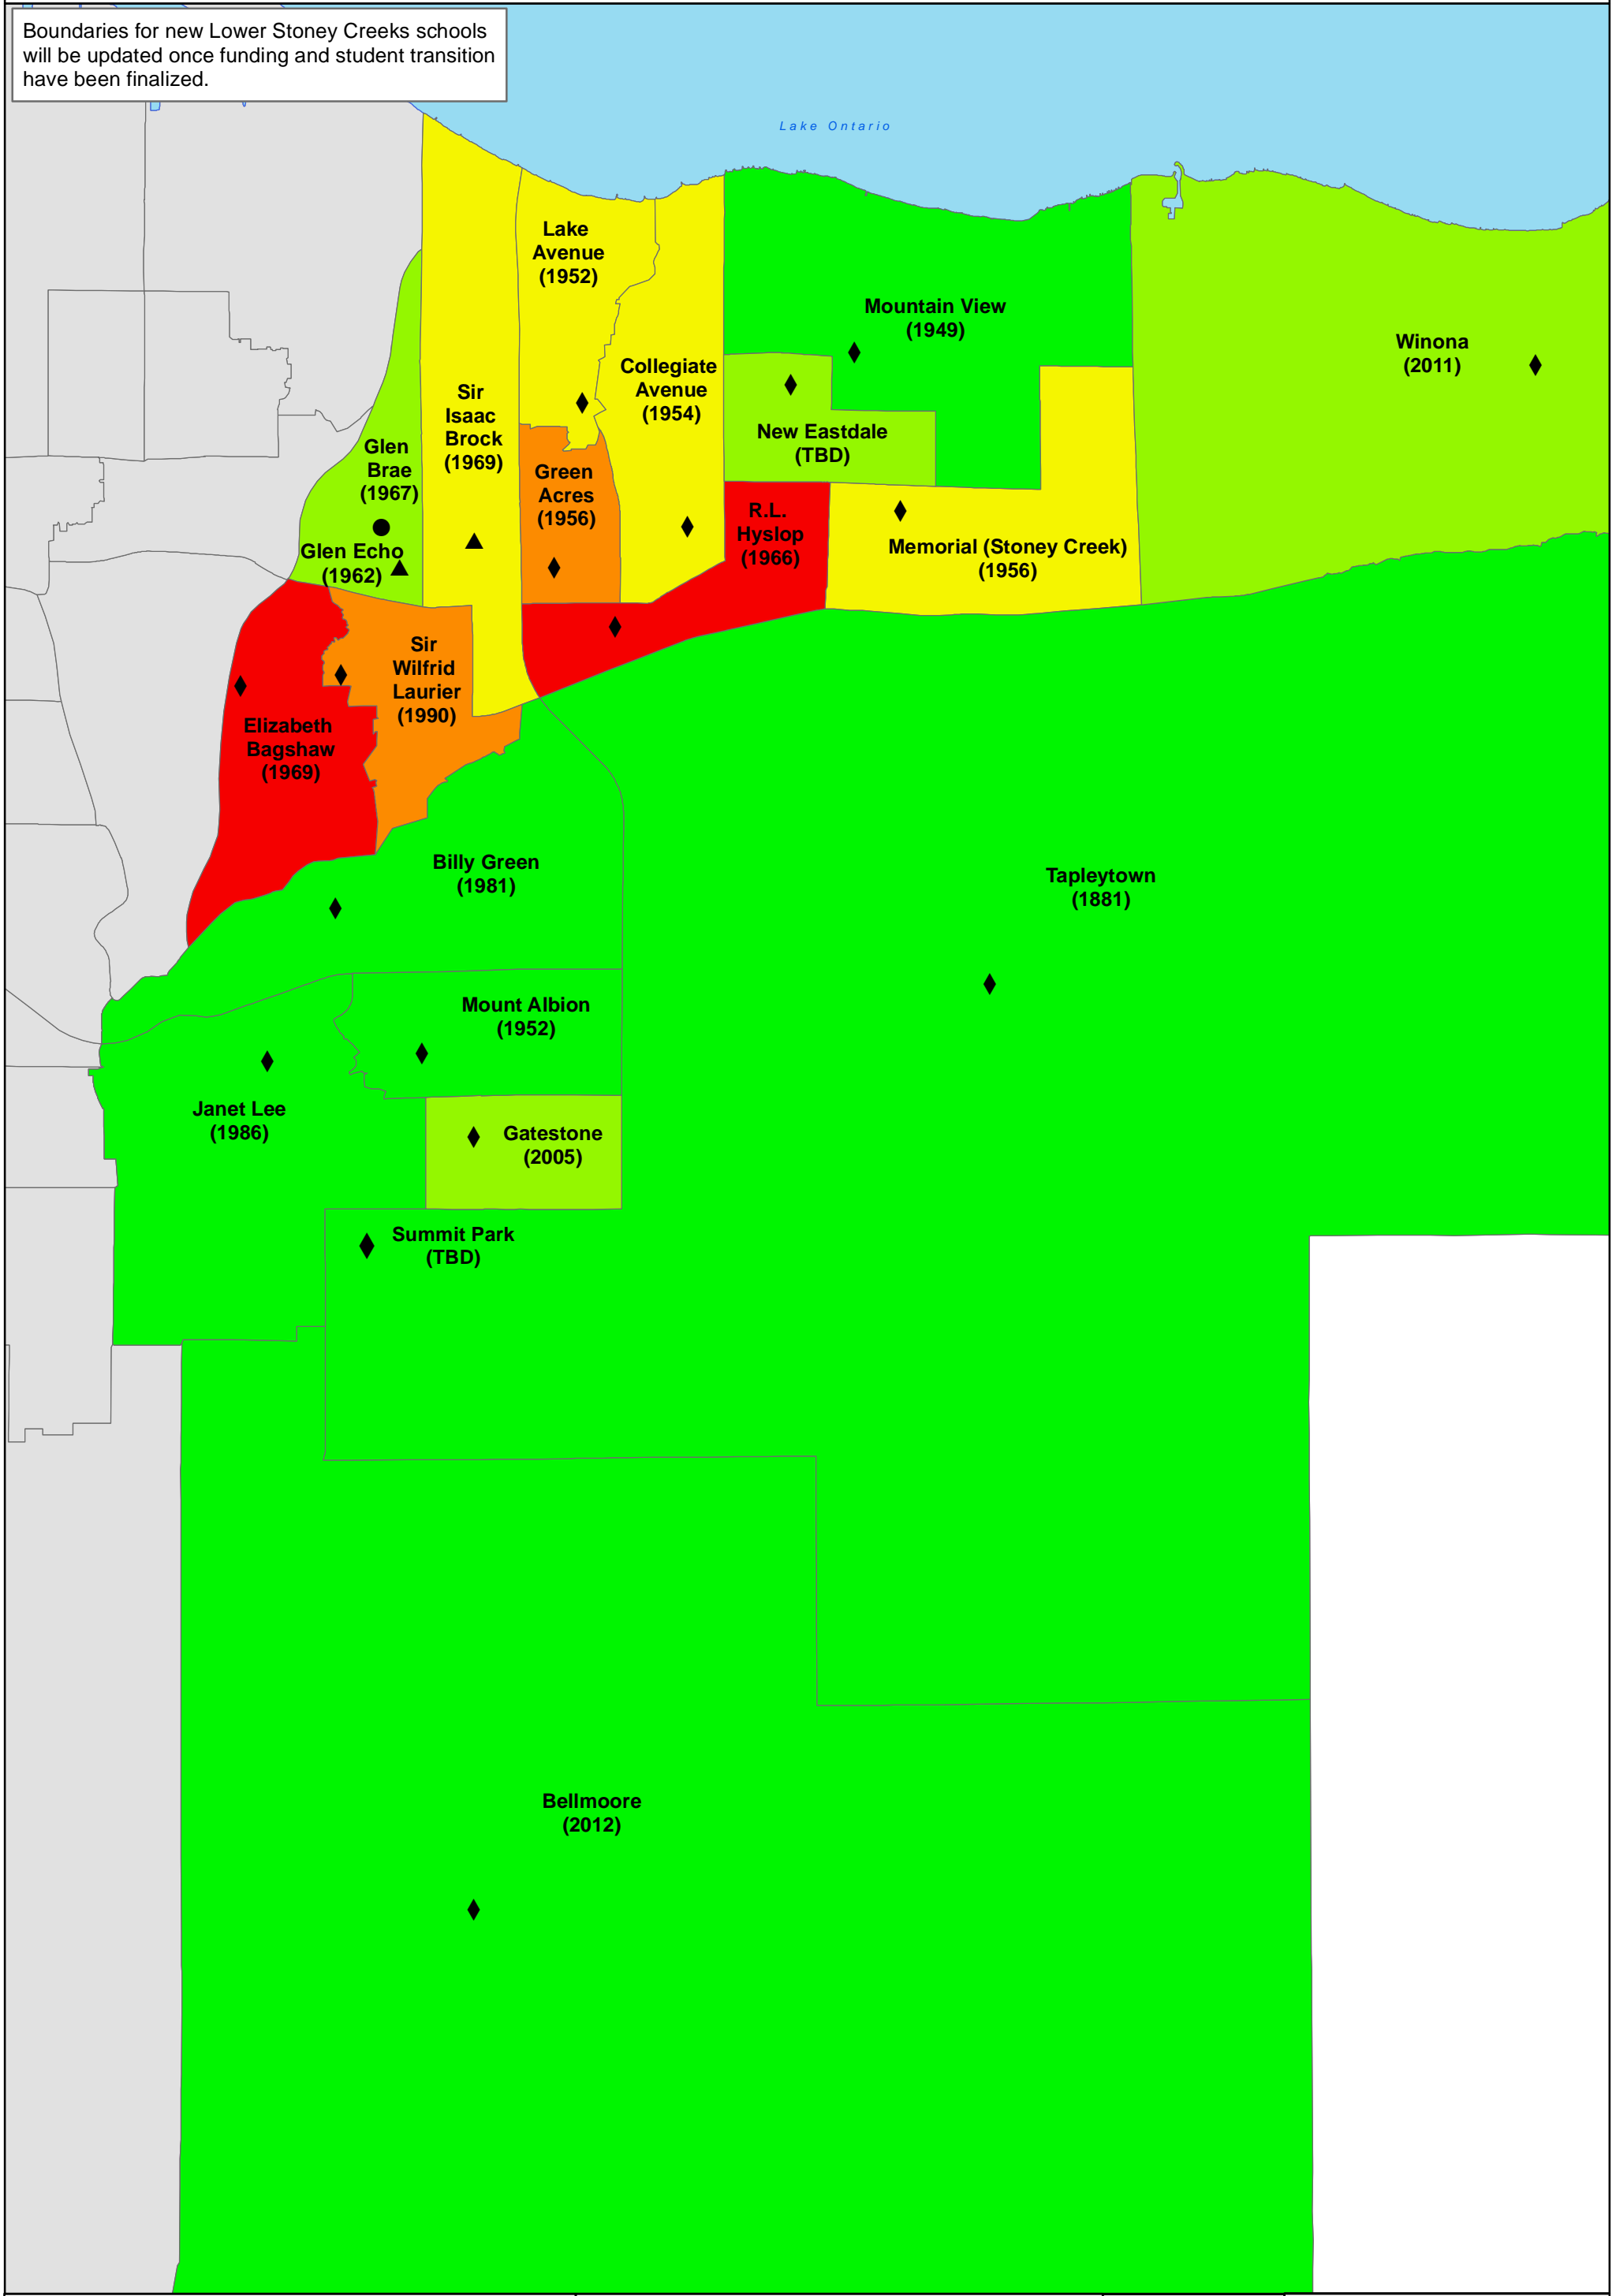 Boundaries for new Lower Stoney Creeks schools
will be updated once funding and student transition
have been finalized.
Lake Ontario
Lake
Avenue
(1952)
Mountain View
(1949)
Winona
(2011)
Collegiate
Avenue
(1954)
Sir
Isaac
Brock
(1969)
New Eastdale
(TBD)
Glen
Brae
(1967)
Green
Acres
(1956)
R.L.
Hyslop
(1966)
Memorial (Stoney Creek)
(1956)
Glen Echo
(1962)
Sir
Wilfrid
Laurier
(1990)
Elizabeth
Bagshaw
(1969)
Billy Green
(1981)
Tapleytown
(1881)
Mount Albion
(1952)
Janet Lee
(1986)
Gatestone
(2005)
Summit Park
(TBD)
Bellmoore
(2012)